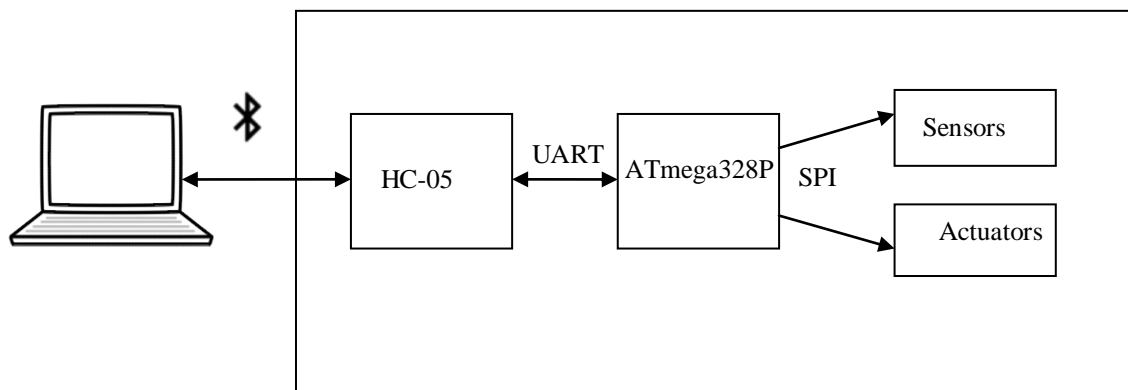 HC-05
UART
ATmega328P
SPI
Sensors
Actuators